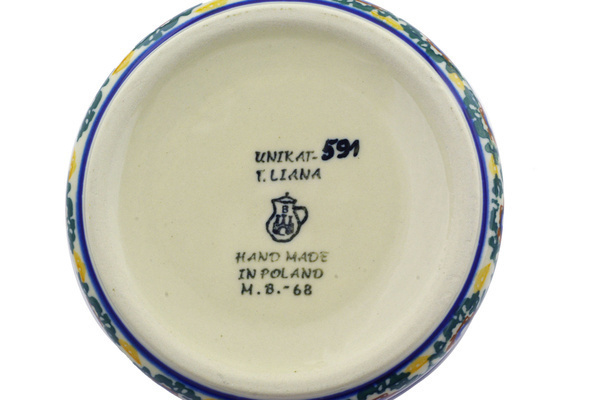 UNIKAT-591
T. LIANA
B
HAND MADE
IN POLAND
M.B.-68